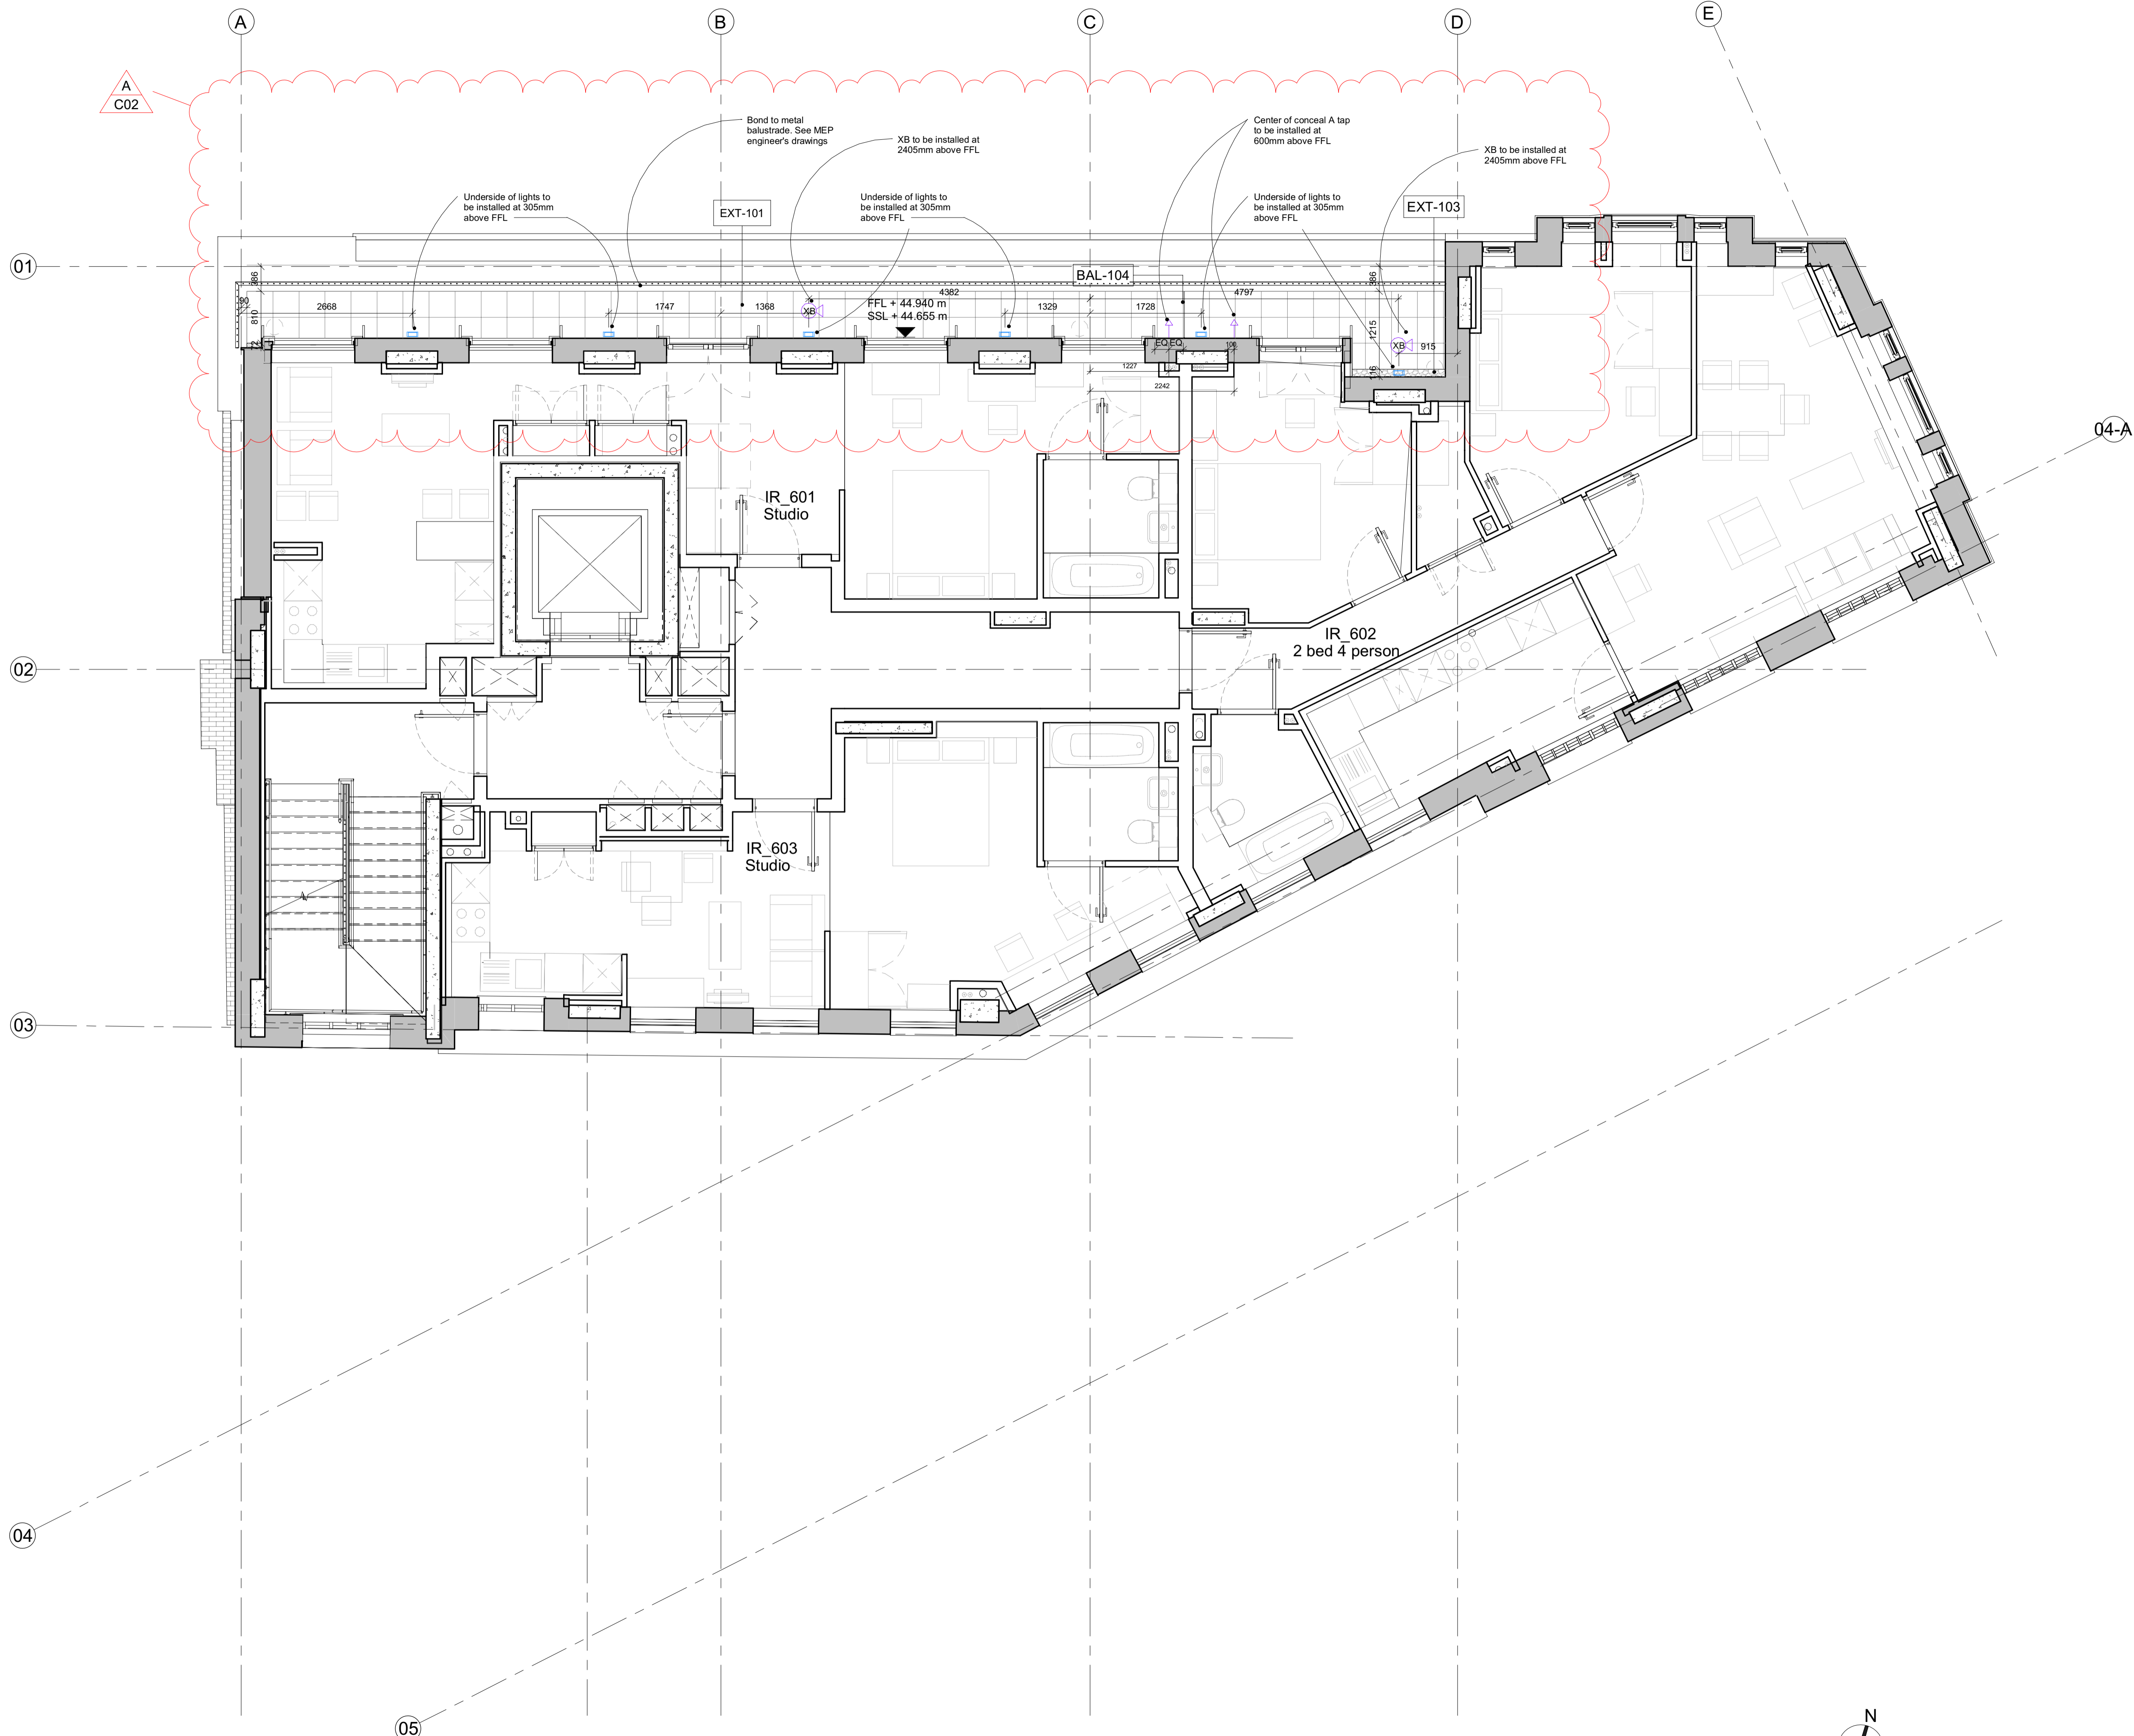 A
B
C
D
E
A
C02
Bond to metal
balustrade. See MEP
engineer's drawings
XB to be installed at
2405mm above FFL
Center of conceal A tap
to be installed at
600mm above FFL
XB to be installed at
2405mm above FFL
Underside of lights to
be installed at 305mm
above FFL
EXT-101
Underside of lights to
be installed at 305mm
above FFL
Underside of lights to
be installed at 305mm
above FFL
EXT-103
01
386
BAL-104
386
90
2668
1747
1368
4382
4797
FFL + 44.940 m
SSL + 44.655 m
1329
1728
810
XB
1215
12
EQ
EQ
100
XB
915
1227
116
2242
04-A
IR_601
Studio
IR_602
2 bed 4 person
02
IR_603
Studio
03
04
05
N